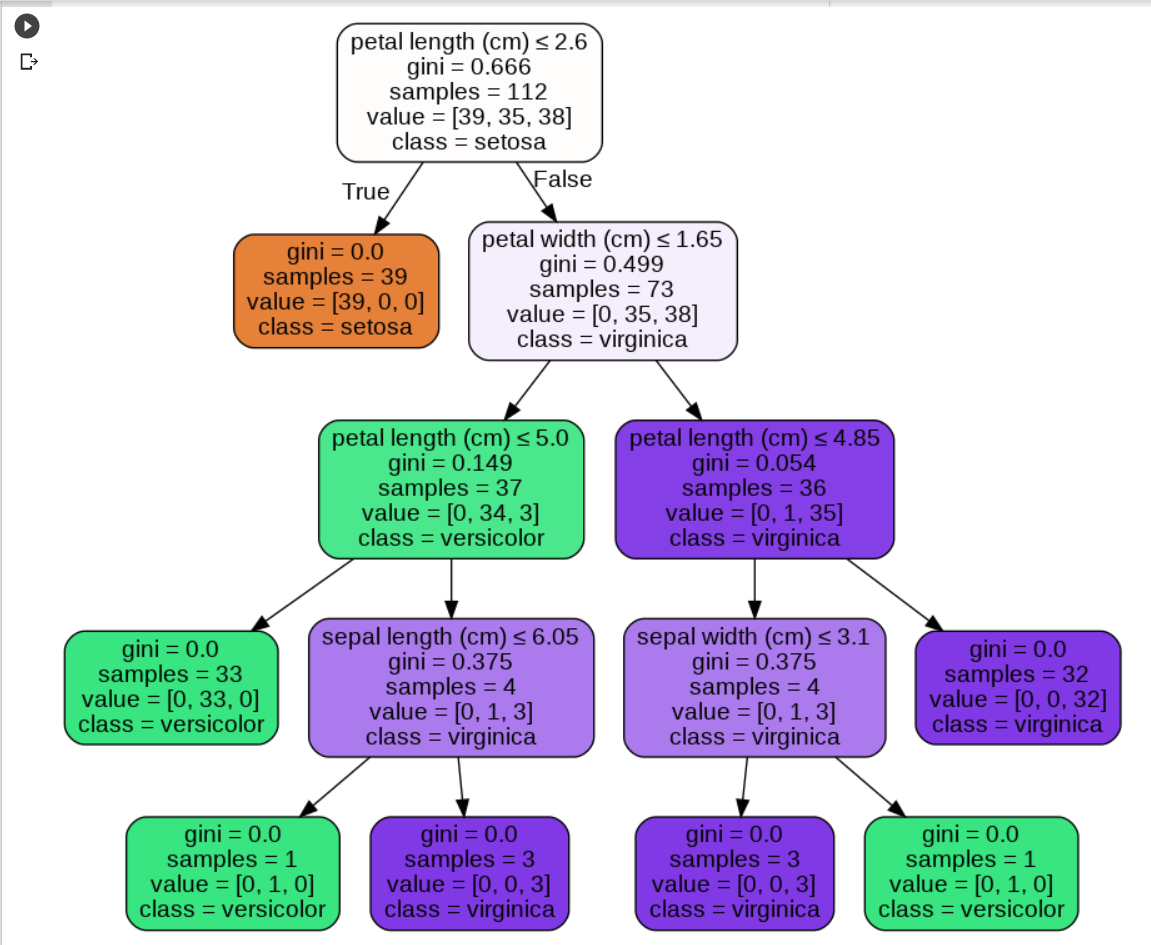 petal length (cm) ≤ 2.6
gini = 0.666
samples = 112
value = [39, 35, 38]
class = setosa
True
False
gini = 0.0
samples = 39
value = [39, 0, 0]
class = setosa
petal width (cm) ≤ 1.65
gini = 0.499
samples = 73
value = [0, 35, 38]
class = virginica
petal length (cm) ≤ 5.0
gini = 0.149
samples = 37
value = [0, 34, 3]
class = versicolor
petal length (cm) ≤ 4.85
gini = 0.054
samples = 36
value = [0, 1, 35]
class = virginica
gini = 0.0
samples = 33
value = [0, 33, 0]
class = versicolor
sepal length (cm) ≤ 6.05
gini = 0.375
samples = 4
value = [0, 1, 3]
class = virginica
sepal width (cm) ≤ 3.1
gini = 0.375
samples = 4
value = [0, 1, 3]
class = virginica
gini = 0.0
samples = 32
value = [0, 0, 32]
class = virginica
gini = 0.0
samples = 1
value = [0, 1, 0]
class = versicolor
gini = 0.0
samples = 3
value = [0, 0, 3]
class = virginica
gini = 0.0
samples = 3
value = [0, 0, 3]
class = virginica
gini = 0.0
samples = 1
value = [0, 1, 0]
class = versicolor